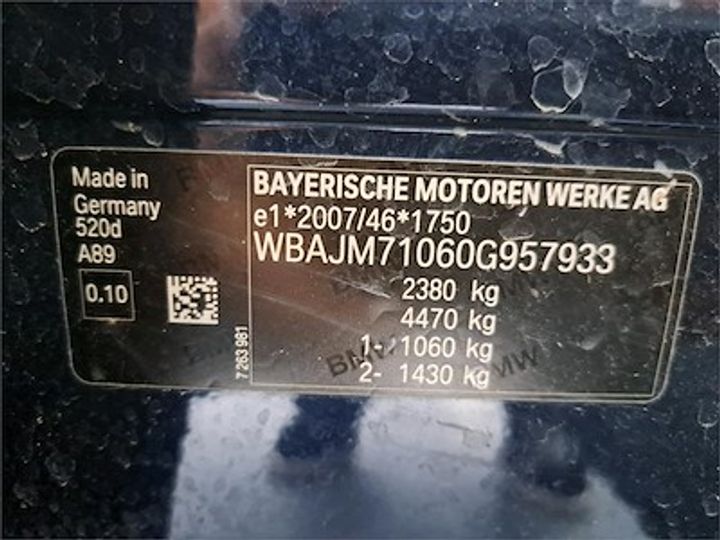 Made in
Germany
520d
A89
0.10
7 263 981
BAYERISCHE MOTOREN WERKE AG
e1*2007/46*1750
WBAJM71060G957933
2380 kg
4470 kg
1- 1060 kg
2- 1430 kg
BMW